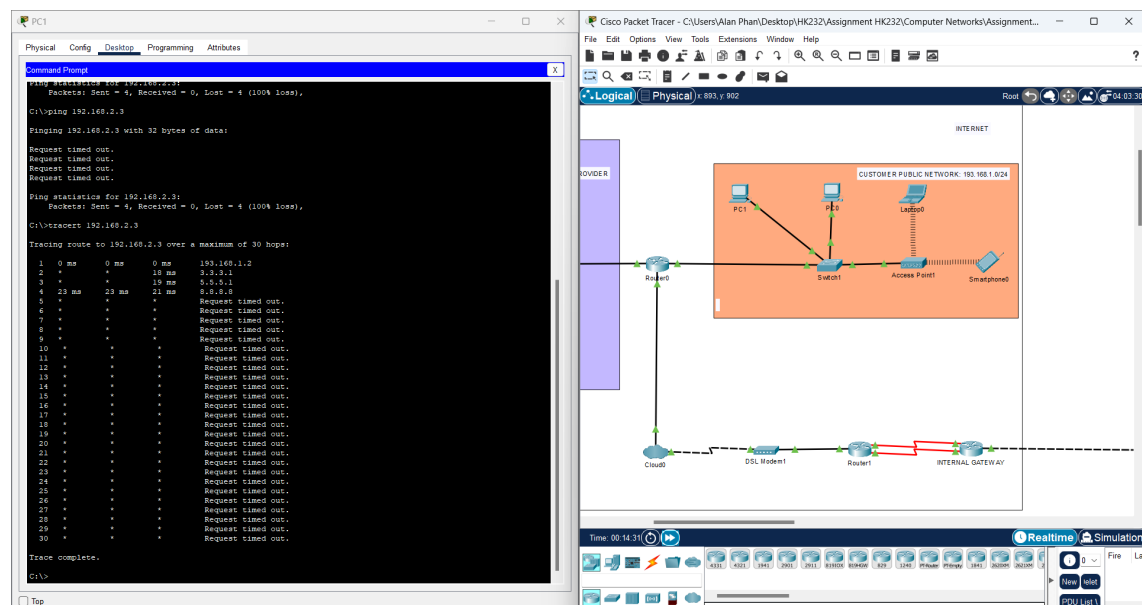 PC1
Physical Config Desktop Programming Attributes
Command Prompt
X
Ping statistics for 192.168.2.3:
Packets: Sent = 4, Received = 0, Lost = 4 (100% loss),
C:\>ping 192.168.2.3
Pinging 192.168.2.3 with 32 bytes of data:
Request timed out.
Request timed out.
Request timed out.
Request timed out.
Ping statistics for 192.168.2.3:
Packets: Sent = 4, Received = 0, Lost = 4 (100% loss),
C:\>tracert 192.168.2.3
Tracing route to 192.168.2.3 over a maximum of 30 hops:
1 0 ms 0 ms 0 ms 193.168.1.2
2 * * 18 ms 3.3.3.1
3 * * 19 ms 5.5.5.1
4 23 ms 23 ms 21 ms 8.8.8.8
5 * * * Request timed out.
6 * * * Request timed out.
7 * * * Request timed out.
8 * * * Request timed out.
9 * * * Request timed out.
10 * * * Request timed out.
11 * * * Request timed out.
12 * * * Request timed out.
13 * * * Request timed out.
14 * * * Request timed out.
15 * * * Request timed out.
16 * * * Request timed out.
17 * * * Request timed out.
18 * * * Request timed out.
19 * * * Request timed out.
20 * * * Request timed out.
21 * * * Request timed out.
22 * * * Request timed out.
23 * * * Request timed out.
24 * * * Request timed out.
25 * * * Request timed out.
26 * * * Request timed out.
27 * * * Request timed out.
28 * * * Request timed out.
29 * * * Request timed out.
30 * * * Request timed out.
Trace complete.
C:\>
Top
Cisco Packet Tracer - C:\Users\Alan Phan\Desktop\HK232\Assignment HK232\Computer Networks\Assignment...
File Edit Options View Tools Extensions Window Help
?
Logical Physical x: 893, y: 902
Root
04:03:30
INTERNET
ROVIDER
CUSTOMER PUBLIC NETWORK: 193.168.1.0/24
PC1
PC0
Laptop0
Router0
Switch1
Access Point1
Smartphone0
Cloud0
DSL Modem1
Router1
INTERNAL GATEWAY
Time: 00:14:31
Realtime
Simulation
4331 4321 1941 2901 2911 819IOX 819HGW 829 1240 PT-Router PT-Empty 1841 2620XM 2621XM
0
Fire La
New
elet
PDU List